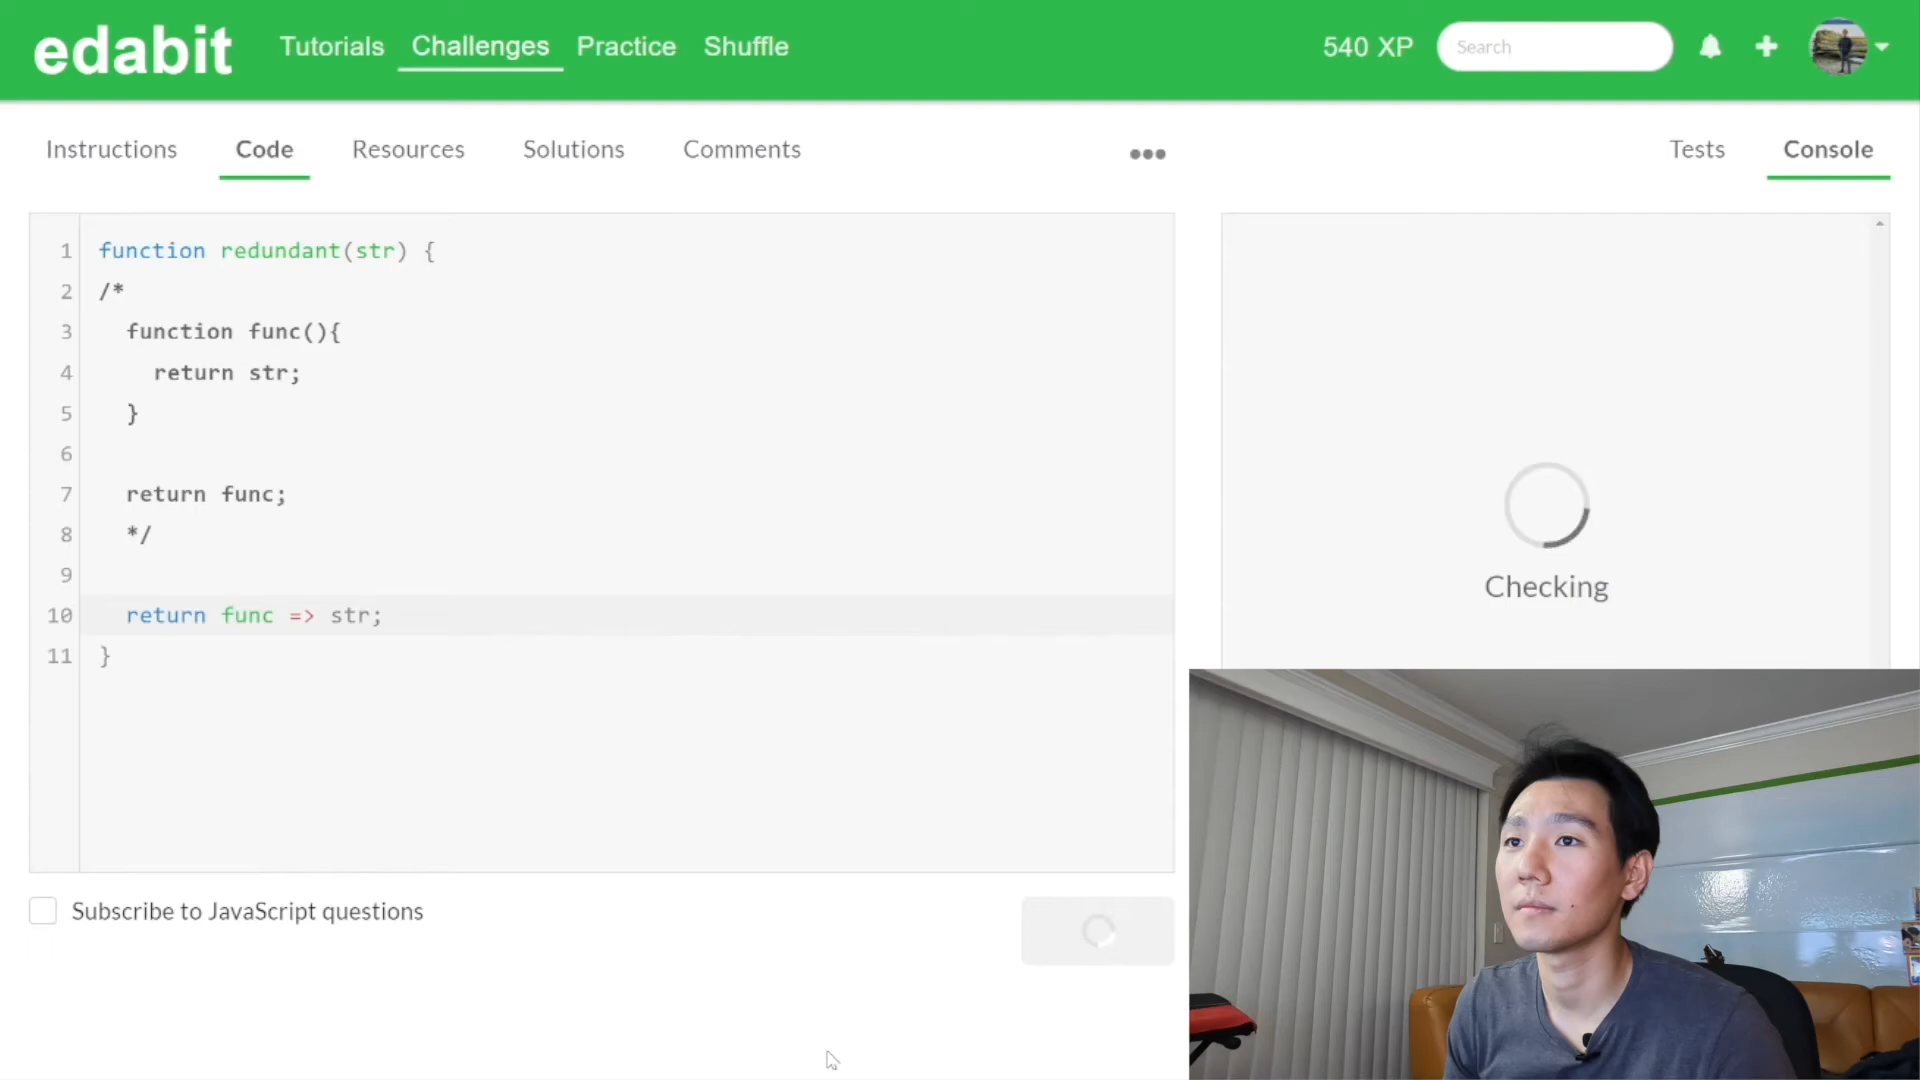 edabit
Tutorials Challenges Practice Shuffle
540 XP Search
Instructions Code Resources Solutions Comments
Tests Console
1 function redundant(str) {
2 /*
3 function func(){
4 return str;
5 }
6
7 return func;
8 */
9
10 return func => str;
11 }
Checking
Subscribe to JavaScript questions